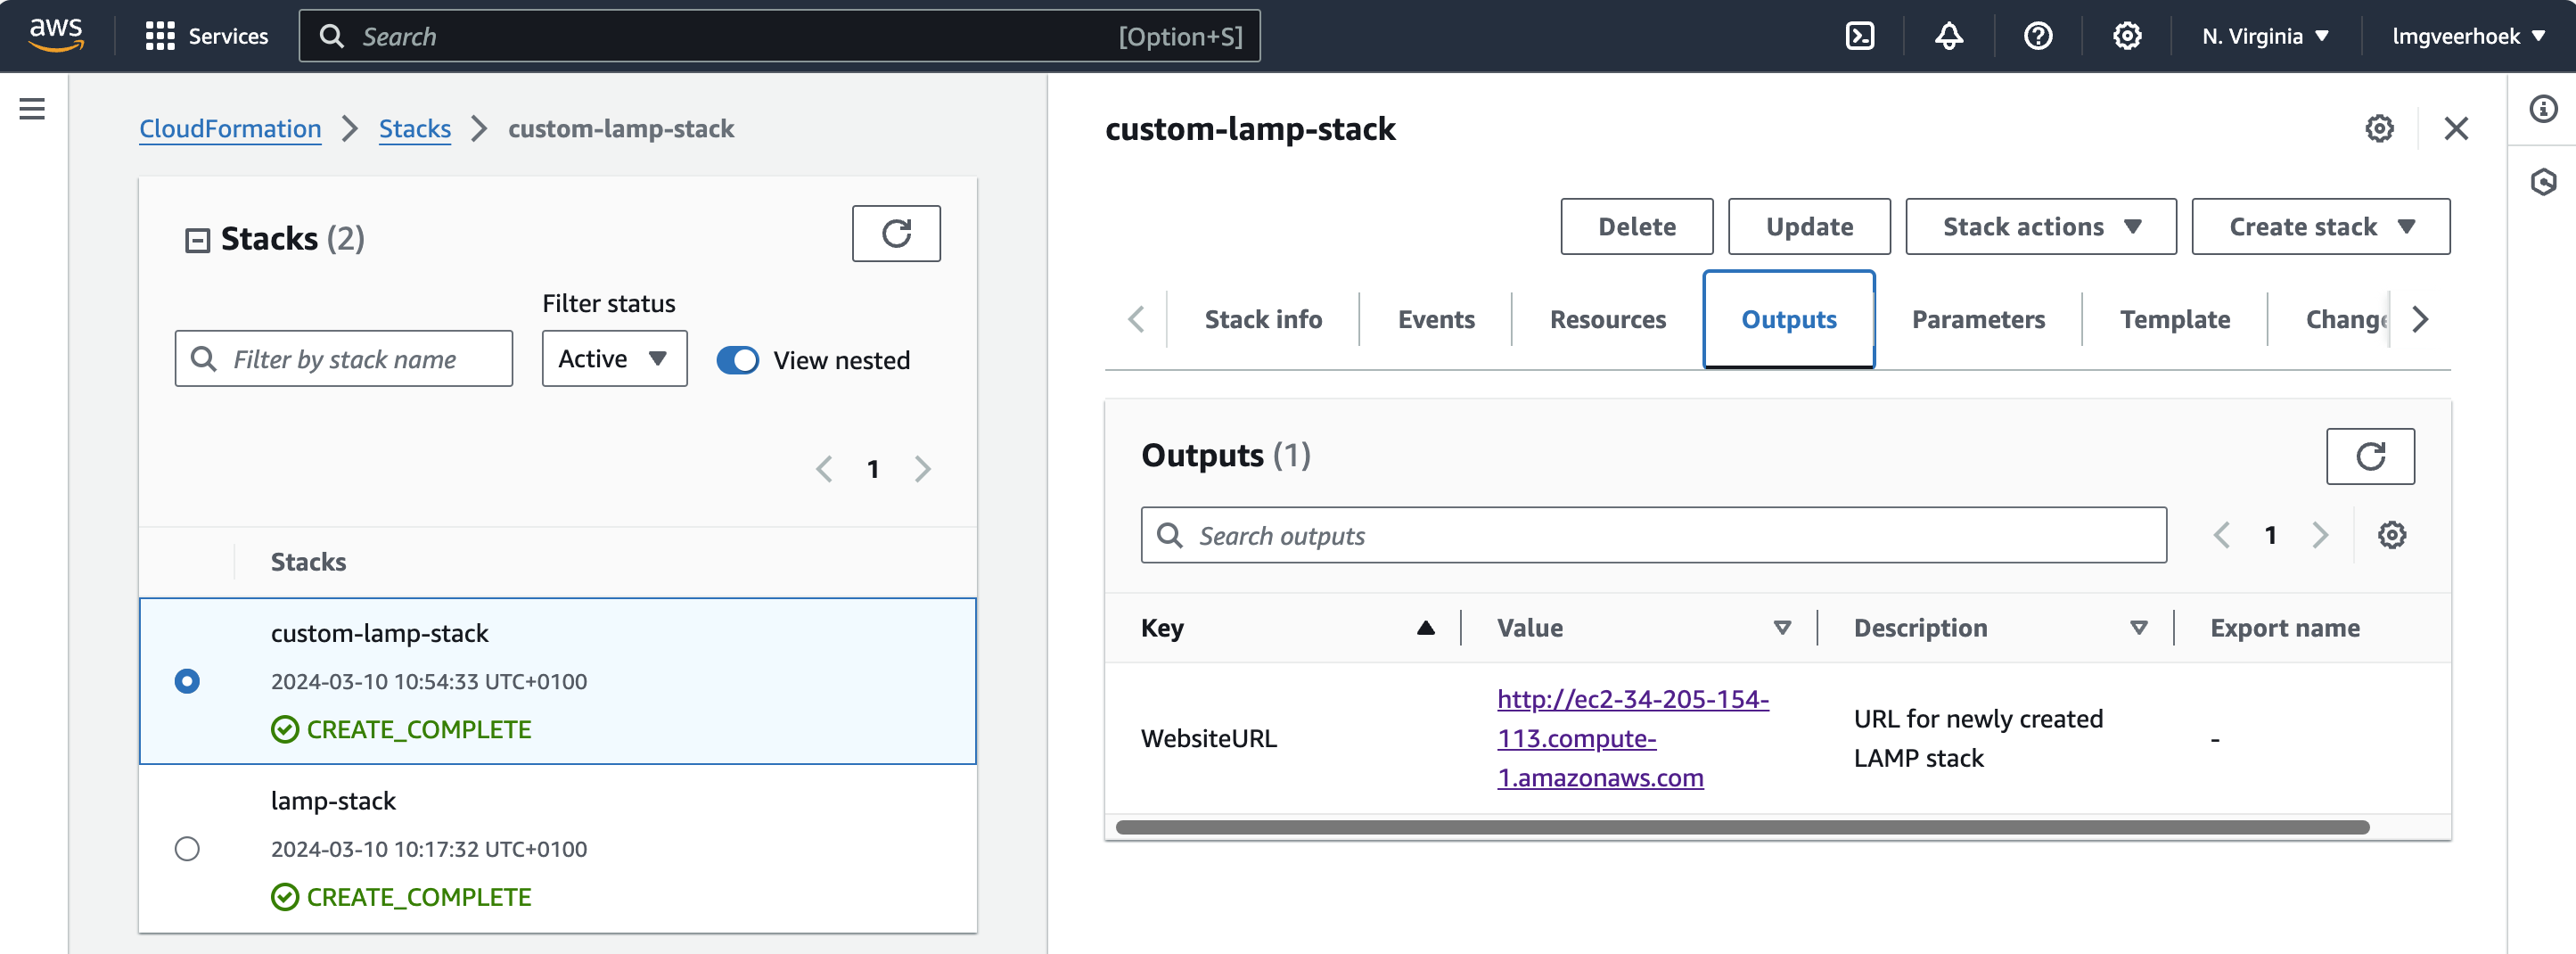 aws
Services
Search
[Option+S]
N. Virginia
lmgveerhoek
CloudFormation
Stacks
custom-lamp-stack
Stacks (2)
Filter status
Filter by stack name
Active
View nested
1
Stacks
custom-lamp-stack
2024-03-10 10:54:33 UTC+0100
CREATE_COMPLETE
lamp-stack
2024-03-10 10:17:32 UTC+0100
CREATE_COMPLETE
custom-lamp-stack
Delete
Update
Stack actions
Create stack
Stack info
Events
Resources
Outputs
Parameters
Template
Change
Outputs (1)
Search outputs
1
Key
Value
Description
Export name
WebsiteURL
http://ec2-34-205-154-
113.compute-
1.amazonaws.com
URL for newly created
LAMP stack
-